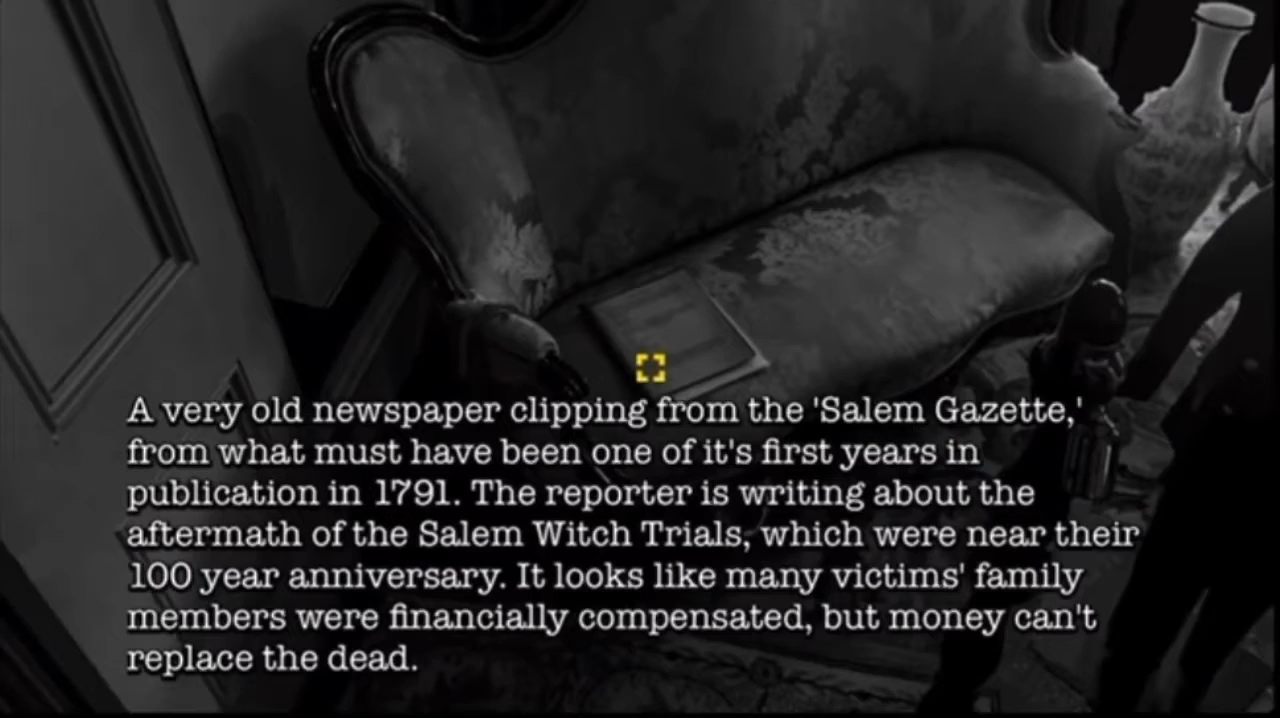 A very old newspaper clipping from the 'Salem Gazette,'
from what must have been one of it's first years in
publication in 1791. The reporter is writing about the
aftermath of the Salem Witch Trials, which were near their
100 year anniversary. It looks like many victims' family
members were financially compensated, but money can't
replace the dead.